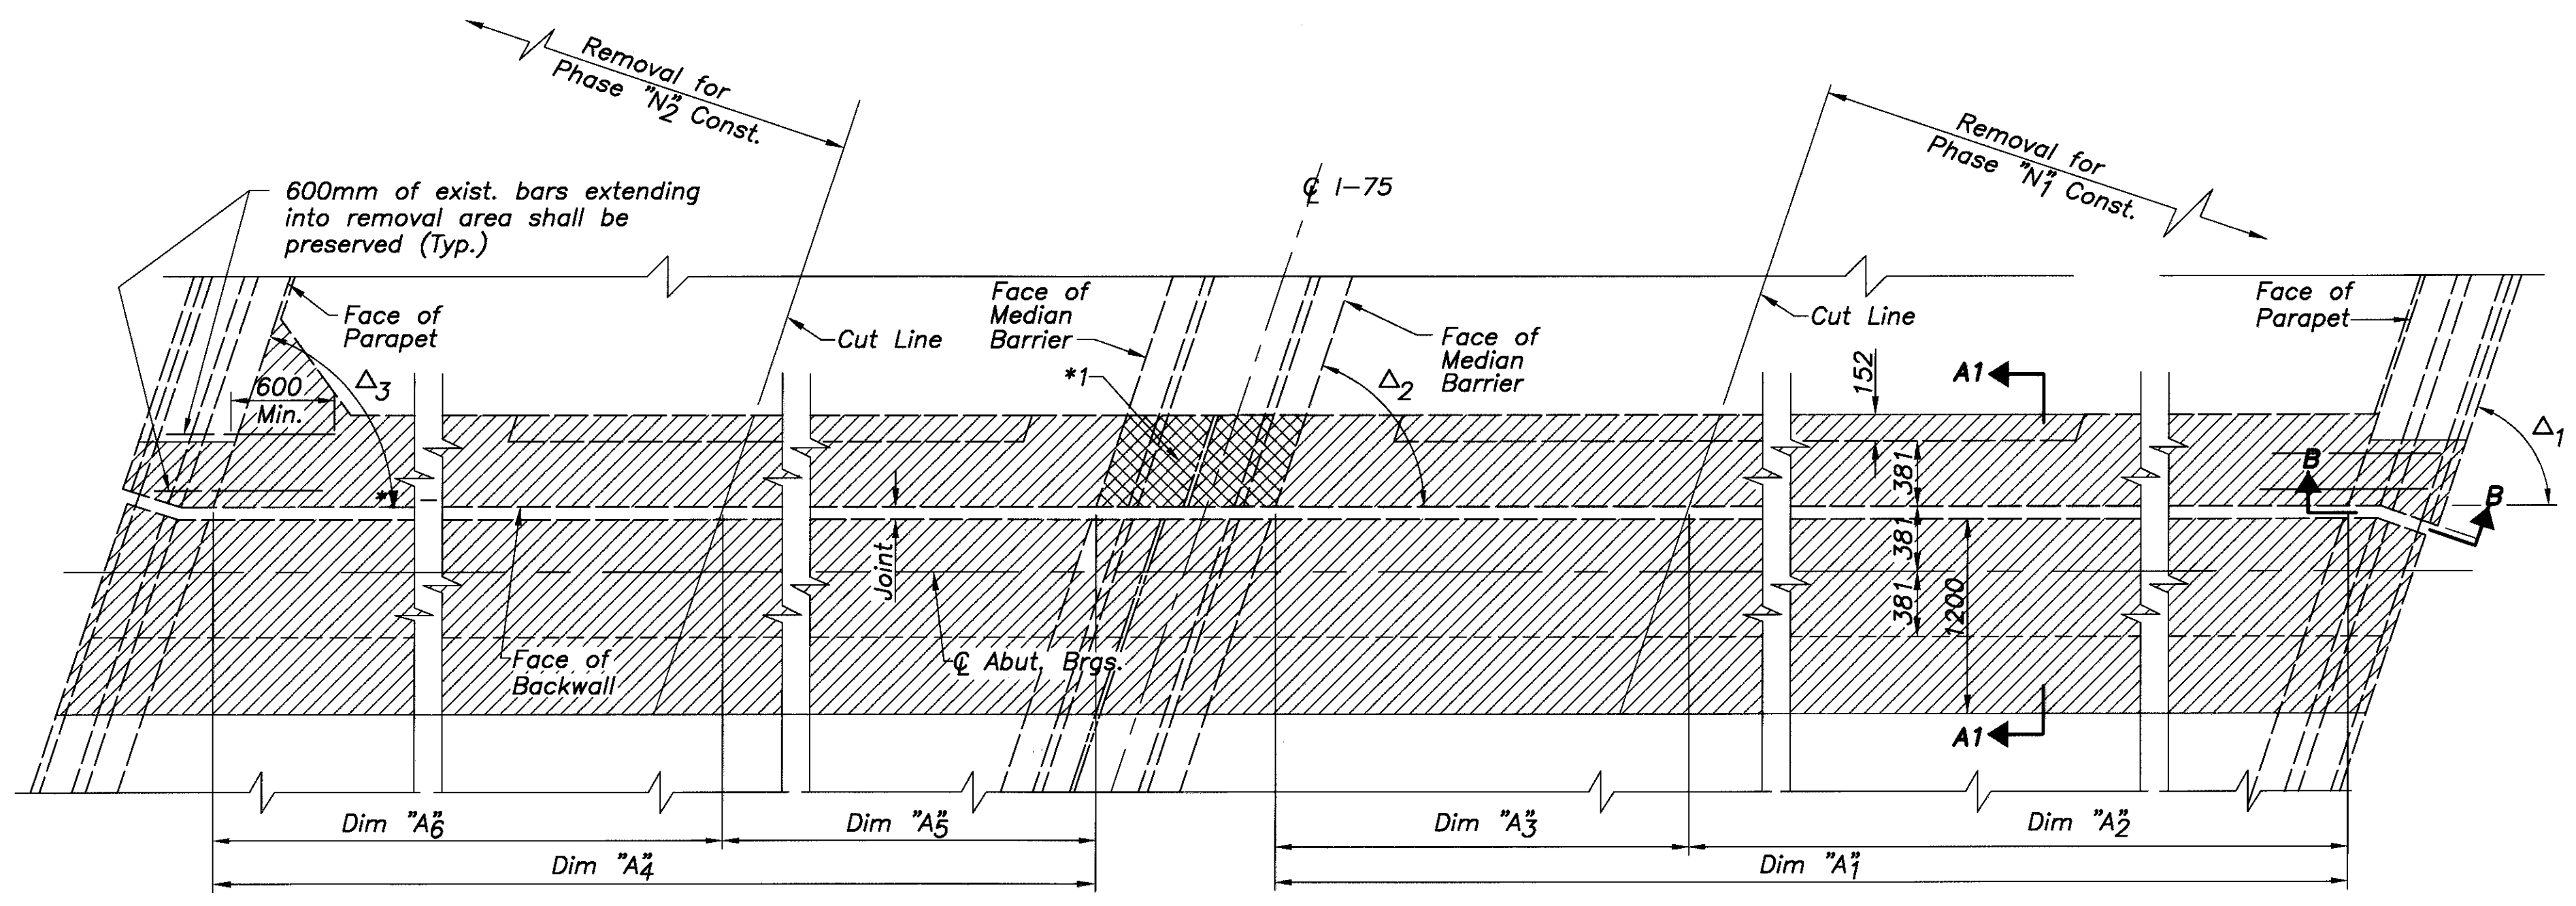 Removal for
Phase "N2" Const.
Removal for
Phase "N1" Const.
℄ I-75
600mm of exist. bars extending
into removal area shall be
preserved (Typ.)
Face of
Parapet
Cut Line
Face of
Median
Barrier
*1
Face of
Median
Barrier
Cut Line
Face of
Parapet
600
Min.
Δ3
Δ2
152
A1
Δ1
*
381
B
B
Joint
381
381
1200
Face of
Backwall
℄ Abut. Brgs.
A1
Dim "A6"
Dim "A5"
Dim "A3"
Dim "A2"
Dim "A4"
Dim "A1"